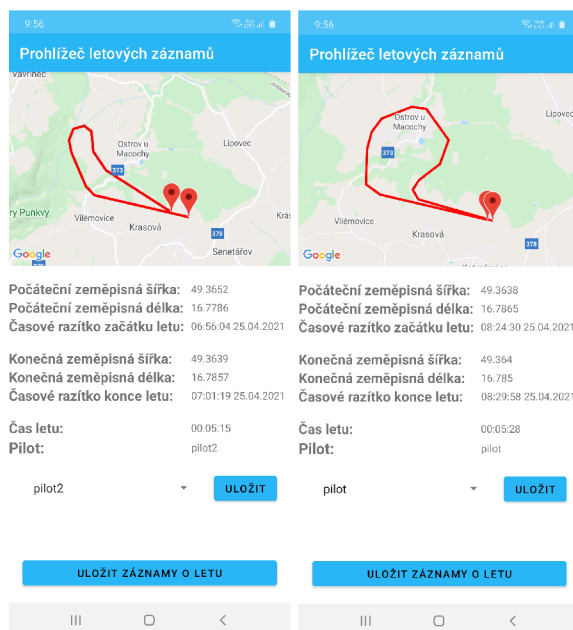 9:56
Prohlížeč letových záznamů
Vavřinec
Ostrov u
Macochy
Lipovec
373
ry Punkvy
Vilémovice
Krasová
Krás
378
Senetářov
Google
Počáteční zeměpisná šířka: 49.3652
Počáteční zeměpisná délka: 16.7786
Časové razítko začátku letu: 06:56:04 25.04.2021
Konečná zeměpisná šířka: 49.3639
Konečná zeměpisná délka: 16.7857
Časové razítko konce letu: 07:01:19 25.04.2021
Čas letu: 00:05:15
Pilot: pilot2
pilot2 ULOŽIT
ULOŽIT ZÁZNAMY O LETU
9:56
Prohlížeč letových záznamů
Ostrov u
Macochy
Lipovec
373
Vilémovice
Krasová
378
Google
Počáteční zeměpisná šířka: 49.3638
Počáteční zeměpisná délka: 16.7865
Časové razítko začátku letu: 08:24:30 25.04.2021
Konečná zeměpisná šířka: 49.364
Konečná zeměpisná délka: 16.785
Časové razítko konce letu: 08:29:58 25.04.2021
Čas letu: 00:05:28
Pilot: pilot
pilot ULOŽIT
ULOŽIT ZÁZNAMY O LETU